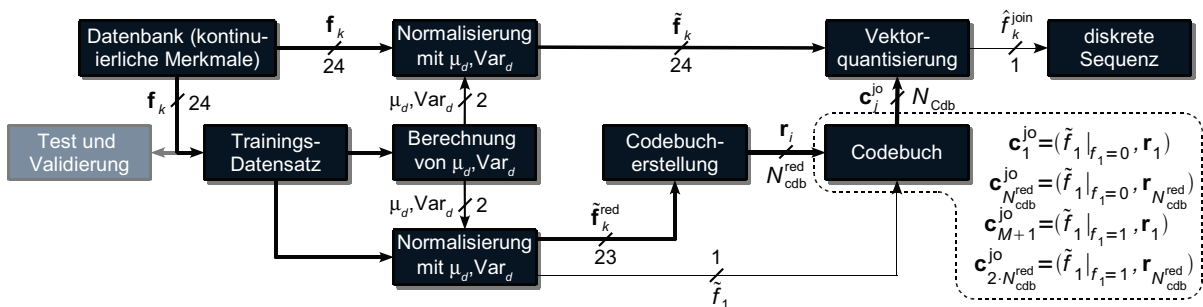 Datenbank (kontinu-
ierliche Merkmale)
f_k
24
Normalisierung
mit μ_d,Var_d
f̃_k
24
Vektor-
quantisierung
f̂_k^join
1
diskrete
Sequenz
f_k
24
μ_d,Var_d
2
c_j^jo
N_Cdb
Test und
Validierung
Trainings-
Datensatz
Berechnung
von μ_d,Var_d
Codebuch-
erstellung
r_i
N_cdb^red
Codebuch
c_1^jo=(f̃_1|_{f_1=0}, r_1)
c_{N_cdb^red}^jo=(f̃_1|_{f_1=0}, r_{N_cdb^red})
c_{M+1}^jo=(f̃_1|_{f_1=1}, r_1)
c_{2·N_cdb^red}^jo=(f̃_1|_{f_1=1}, r_{N_cdb^red})
μ_d,Var_d
2
Normalisierung
mit μ_d,Var_d
f̃_k^red
23
1
f̃_1